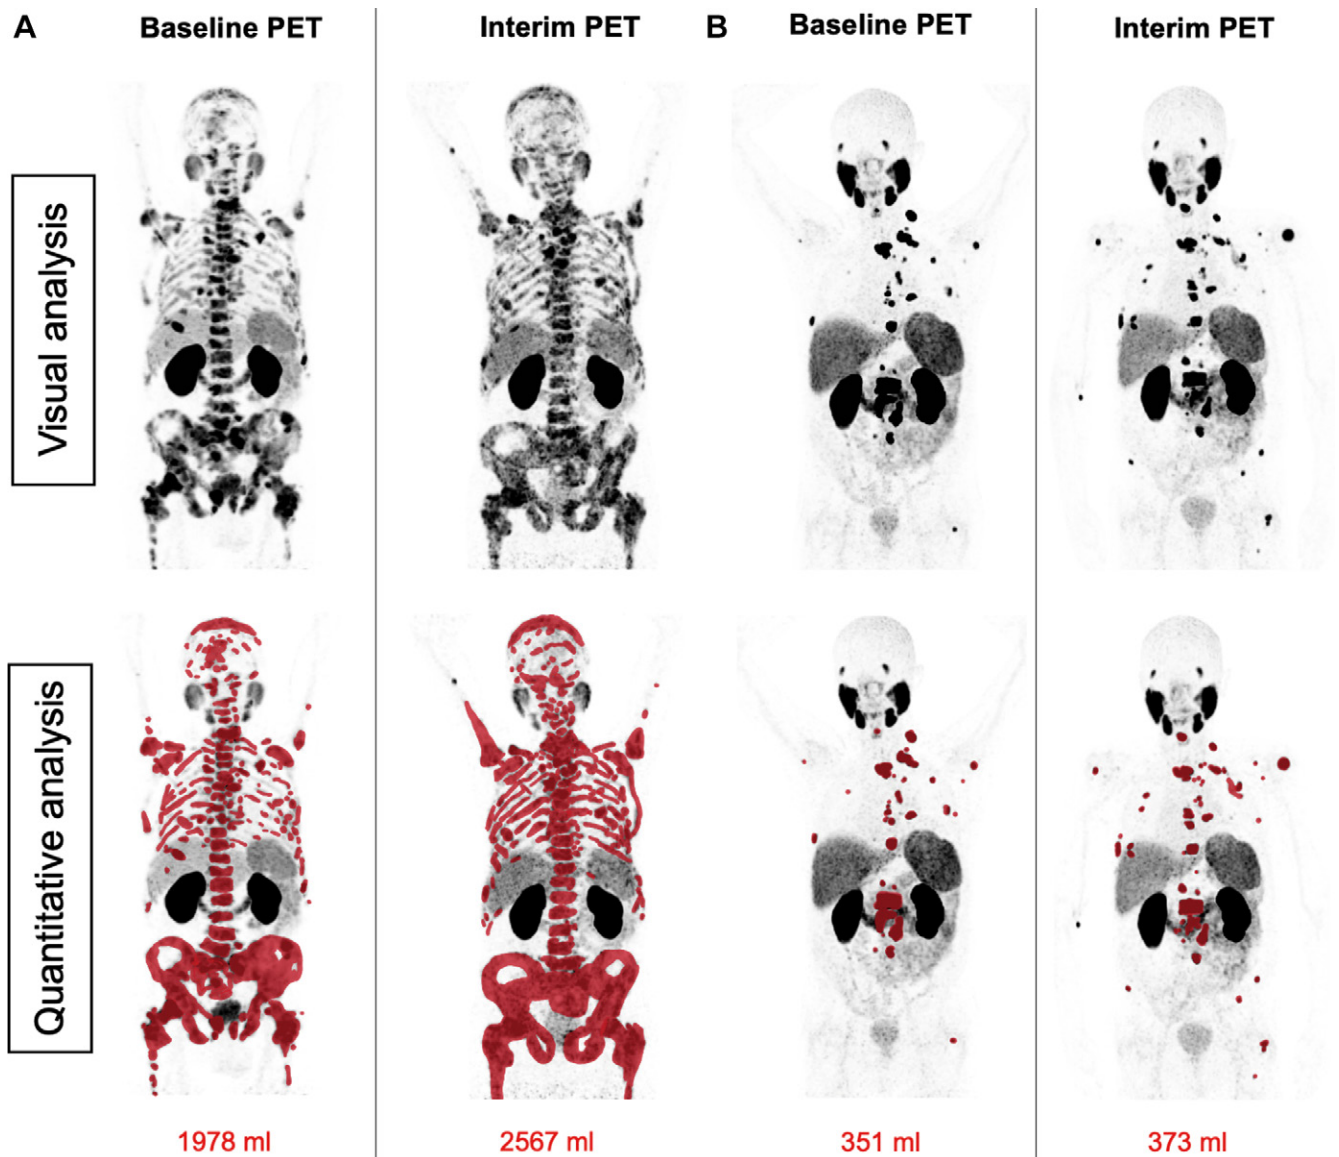 A Baseline PET Interim PET B Baseline PET Interim PET
Visual analysis
Quantitative analysis
1978 ml 2567 ml 351 ml 373 ml